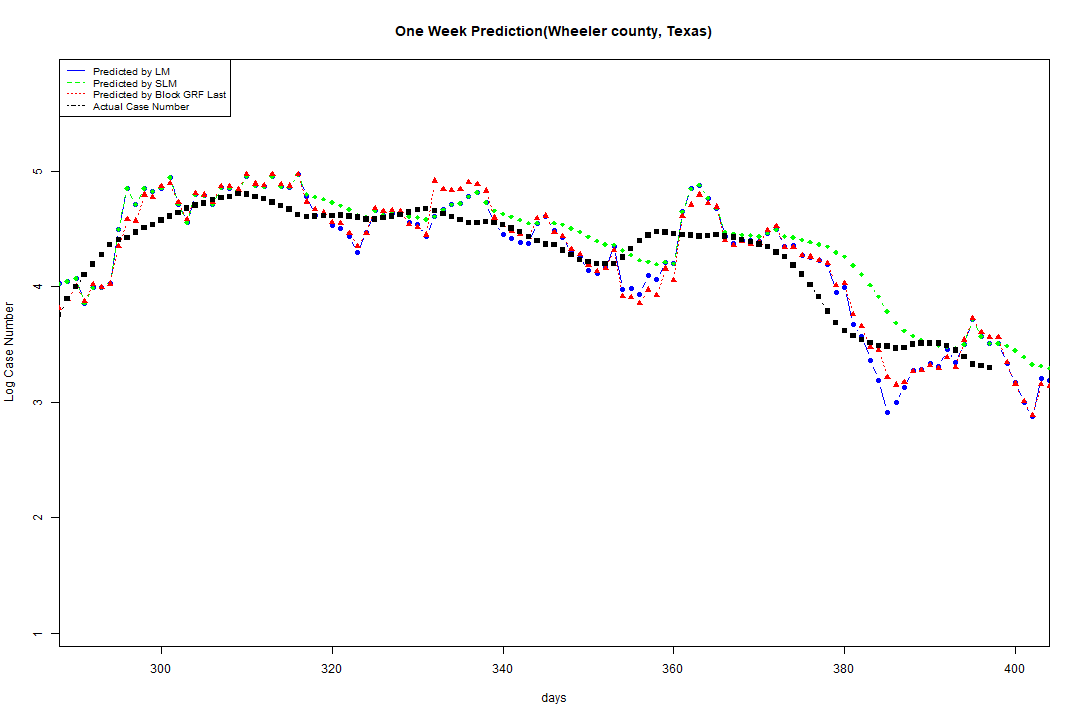 One Week Prediction(Wheeler county, Texas)
Predicted by LM
Predicted by SLM
Predicted by Block GRF Last
Actual Case Number
Log Case Number
5
4
3
2
1
300 320 340 360 380 400
days